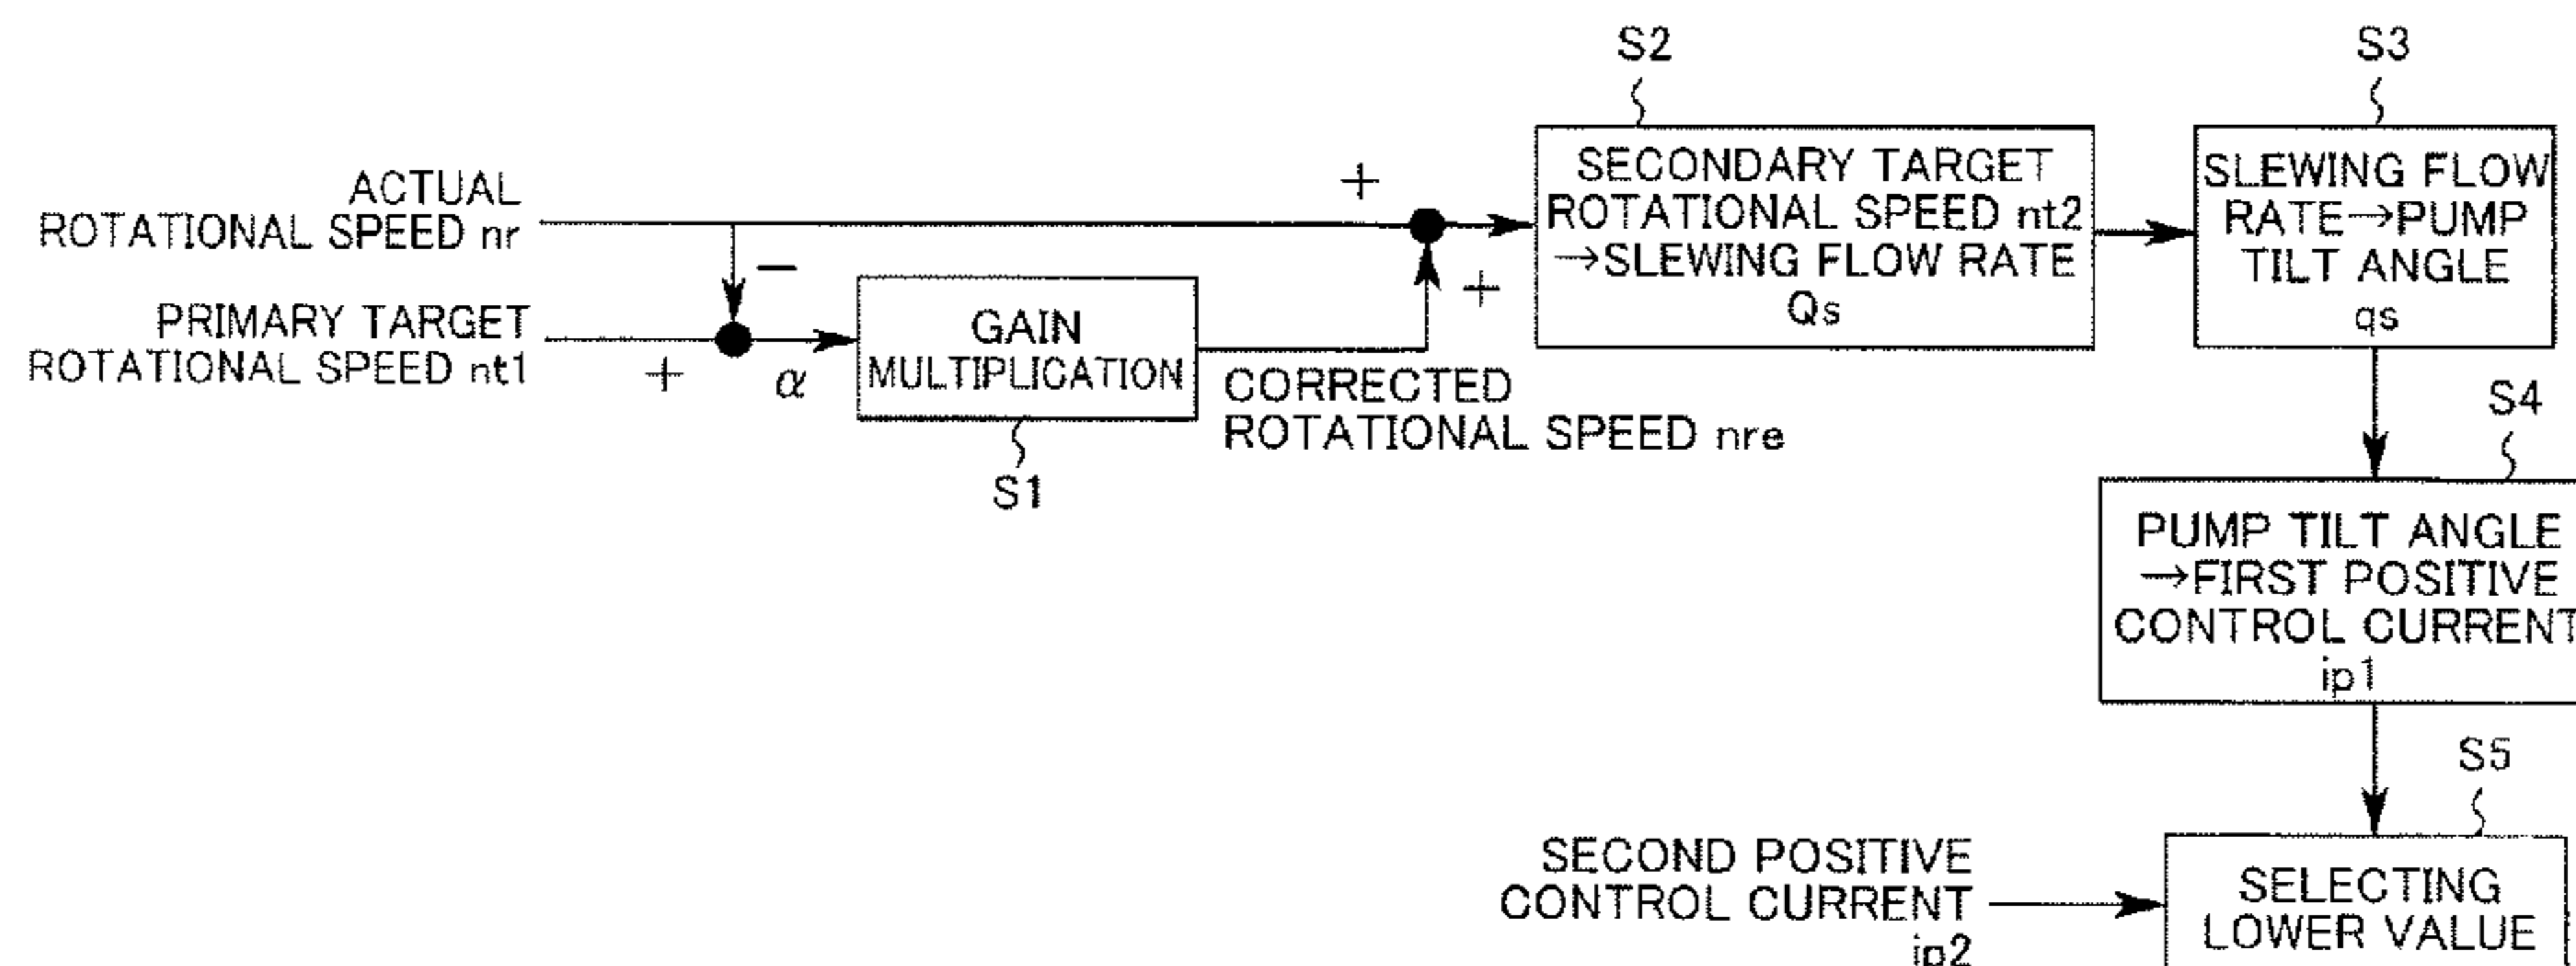 S2
S3
ACTUAL
ROTATIONAL SPEED nr
+
SECONDARY TARGET
ROTATIONAL SPEED nt2
→SLEWING FLOW RATE
Qs
SLEWING FLOW
RATE→PUMP
TILT ANGLE
qs
−
+
PRIMARY TARGET
ROTATIONAL SPEED nt1
+
α
GAIN
MULTIPLICATION
CORRECTED
ROTATIONAL SPEED nre
S1
S4
PUMP TILT ANGLE
→FIRST POSITIVE
CONTROL CURRENT
ip1
S5
SECOND POSITIVE
CONTROL CURRENT
ip2
SELECTING
LOWER VALUE